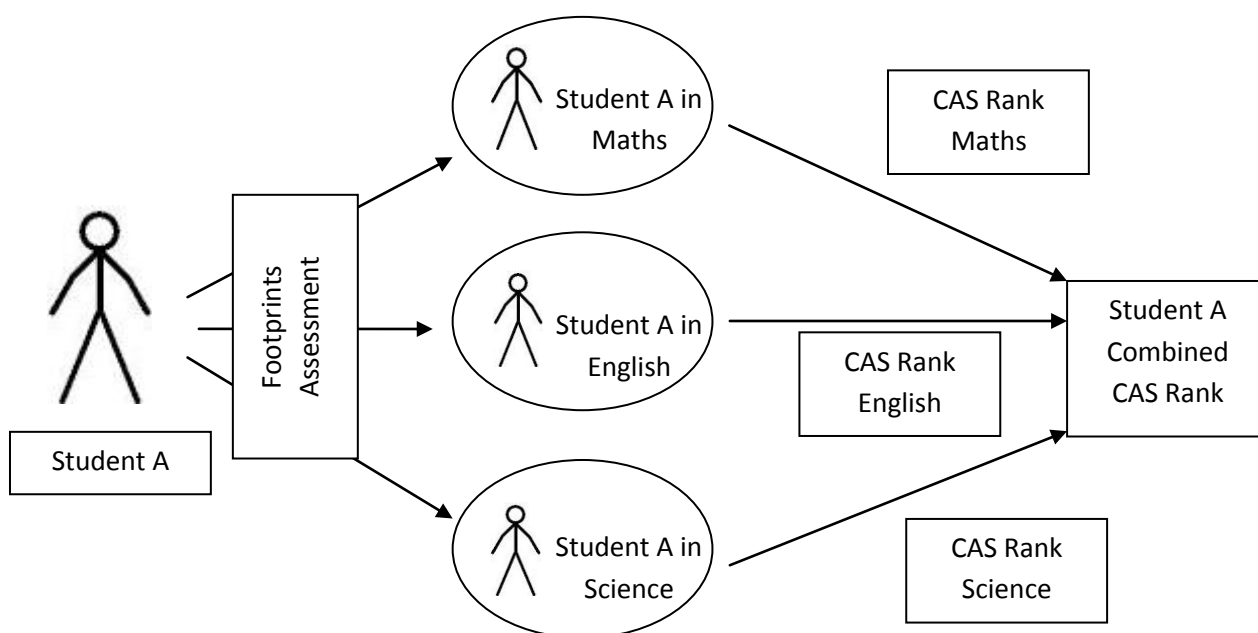 Student A
Footprints
Assessment
Student A in
Maths
Student A in
English
Student A in
Science
CAS Rank
Maths
CAS Rank
English
CAS Rank
Science
Student A
Combined
CAS Rank